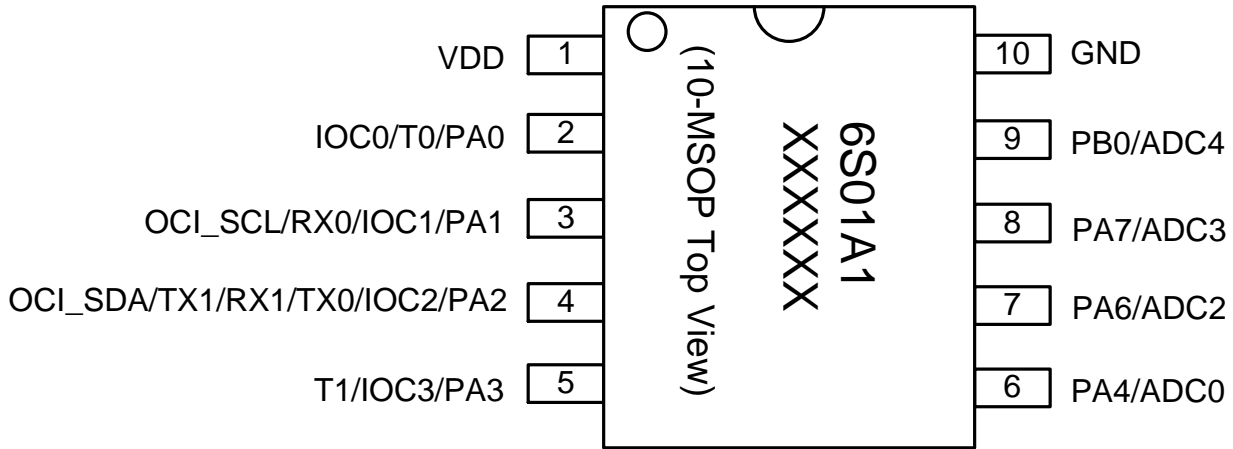 VDD 1
IOC0/T0/PA0 2
OCI_SCL/RX0/IOC1/PA1 3
OCI_SDA/TX1/RX1/TX0/IOC2/PA2 4
T1/IOC3/PA3 5
(10-MSOP Top View)
6S01A1
XXXXXXX
10 GND
9 PB0/ADC4
8 PA7/ADC3
7 PA6/ADC2
6 PA4/ADC0